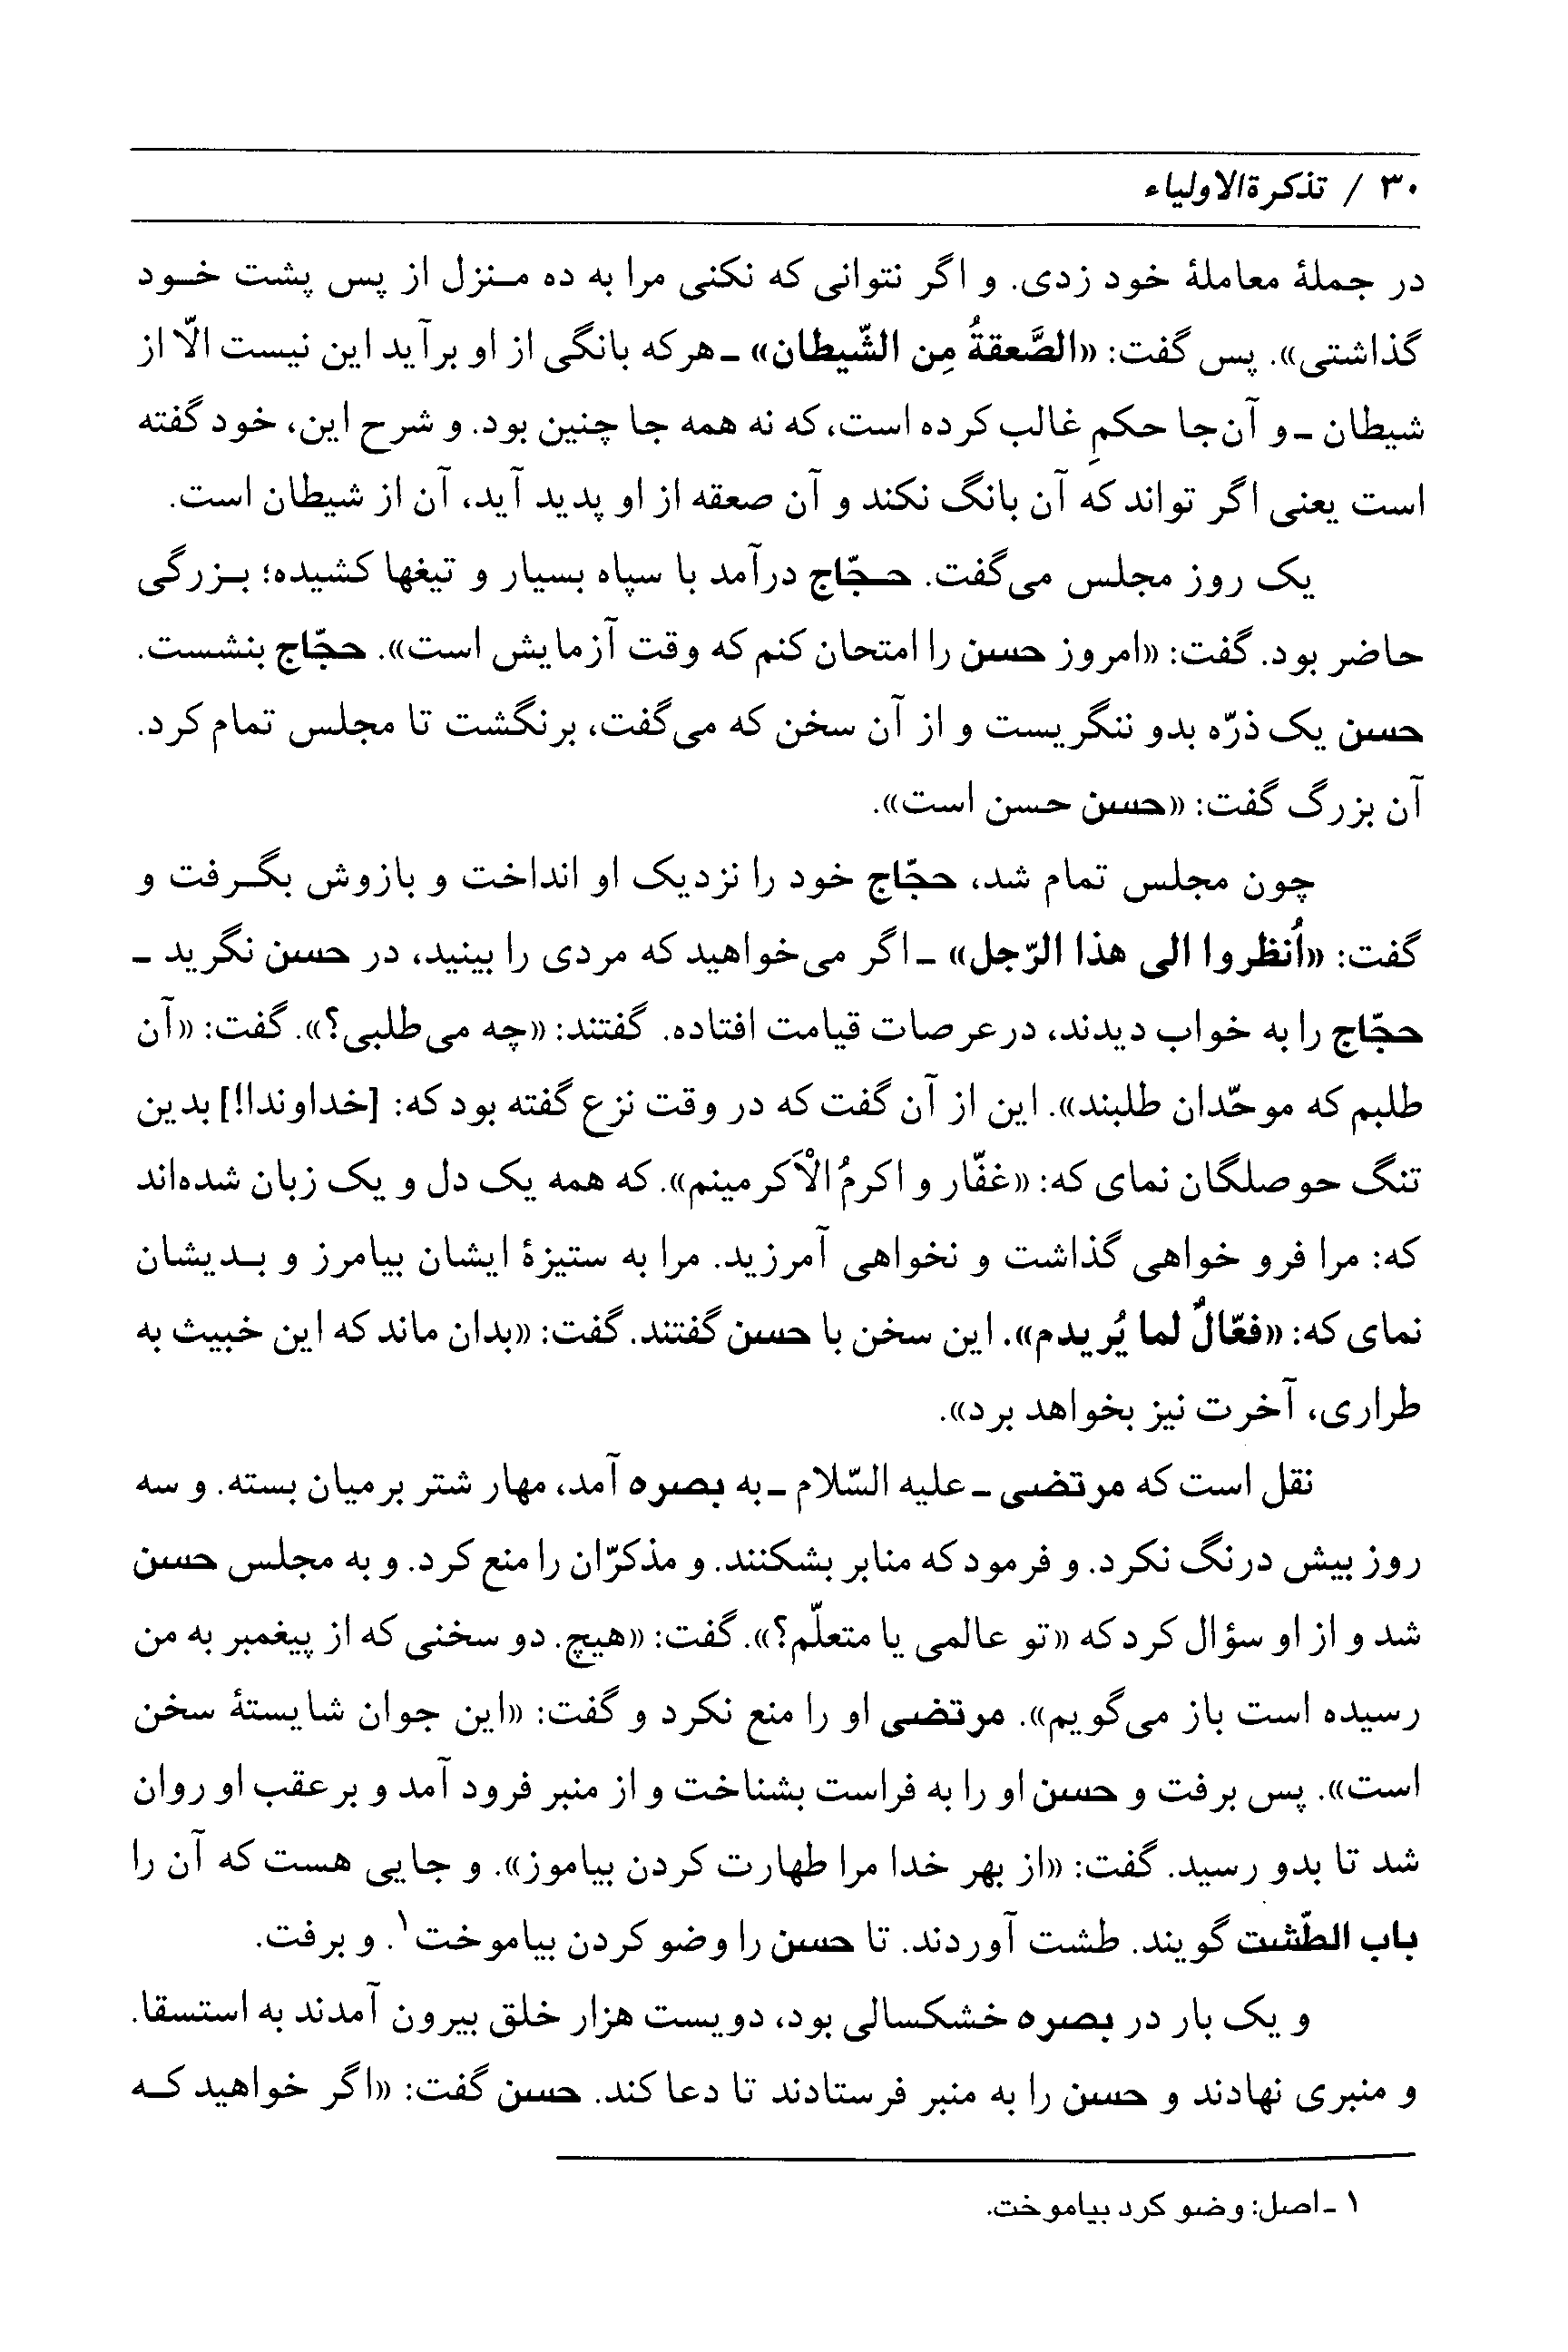 ۳۰ / تذکرةالاولیاء
در جملهٔ معاملهٔ خود زدی. و اگر نتوانی که نکنی مرا به ده منزل از پس پشت خود
گذاشتی». پس گفت: «الصَّعقةُ مِن الشّیطان» ـ هرکه بانگی از او برآید این نیست الّا از
شیطان ـ و آن‌جا حکمِ غالب کرده است، که نه همه جا چنین بود. و شرح این، خود گفته
است یعنی اگر تواند که آن بانگ نکند و آن صعقه از او پدید آید، آن از شیطان است.
یک روز مجلس می‌گفت. حجّاج درآمد با سپاه بسیار و تیغها کشیده؛ بزرگی
حاضر بود. گفت: «امروز حسن را امتحان کنم که وقت آزمایش است». حجّاج بنشست.
حسن یک ذرّه بدو ننگریست و از آن سخن که می‌گفت، برنگشت تا مجلس تمام کرد.
آن بزرگ گفت: «حسن حسن است».
چون مجلس تمام شد، حجّاج خود را نزدیک او انداخت و بازوش بگرفت و
گفت: «اُنظروا الی هذا الرّجل» ـ اگر می‌خواهید که مردی را بینید، در حسن نگرید ـ
حجّاج را به خواب دیدند، در عرصات قیامت افتاده. گفتند: «چه می‌طلبی؟». گفت: «آن
طلبم که موحّدان طلبند». این از آن گفت که در وقت نزع گفته بود که: [خداوندا!] بدین
تنگ حوصلگان نمای که: «غفّار و اکرمُ الْاَکرمینم». که همه یک دل و یک زبان شده‌اند
که: مرا فرو خواهی گذاشت و نخواهی آمرزید. مرا به ستیزهٔ ایشان بیامرز و بدیشان
نمای که: «فعّالٌ لما یُریدم». این سخن با حسن گفتند. گفت: «بدان ماند که این خبیث به
طراری، آخرت نیز بخواهد برد».
نقل است که مرتضی ـ علیه السّلام ـ به بصره آمد، مهار شتر برمیان بسته. و سه
روز بیش درنگ نکرد. و فرمود که منابر بشکنند. و مذکّران را منع کرد. و به مجلس حسن
شد و از او سؤال کرد که «تو عالمی یا متعلّم؟». گفت: «هیچ. دو سخنی که از پیغمبر به من
رسیده است باز می‌گویم». مرتضی او را منع نکرد و گفت: «این جوان شایستهٔ سخن
است». پس برفت و حسن او را به فراست بشناخت و از منبر فرود آمد و بر عقب او روان
شد تا بدو رسید. گفت: «از بهر خدا مرا طهارت کردن بیاموز». و جایی هست که آن را
باب الطّشت گویند. طشت آوردند. تا حسن را وضو کردن بیاموخت۱. و برفت.
و یک بار در بصره خشکسالی بود، دویست هزار خلق بیرون آمدند به استسقا.
و منبری نهادند و حسن را به منبر فرستادند تا دعا کند. حسن گفت: «اگر خواهید که
۱ ـ اصل: وضو کرد بیاموخت.